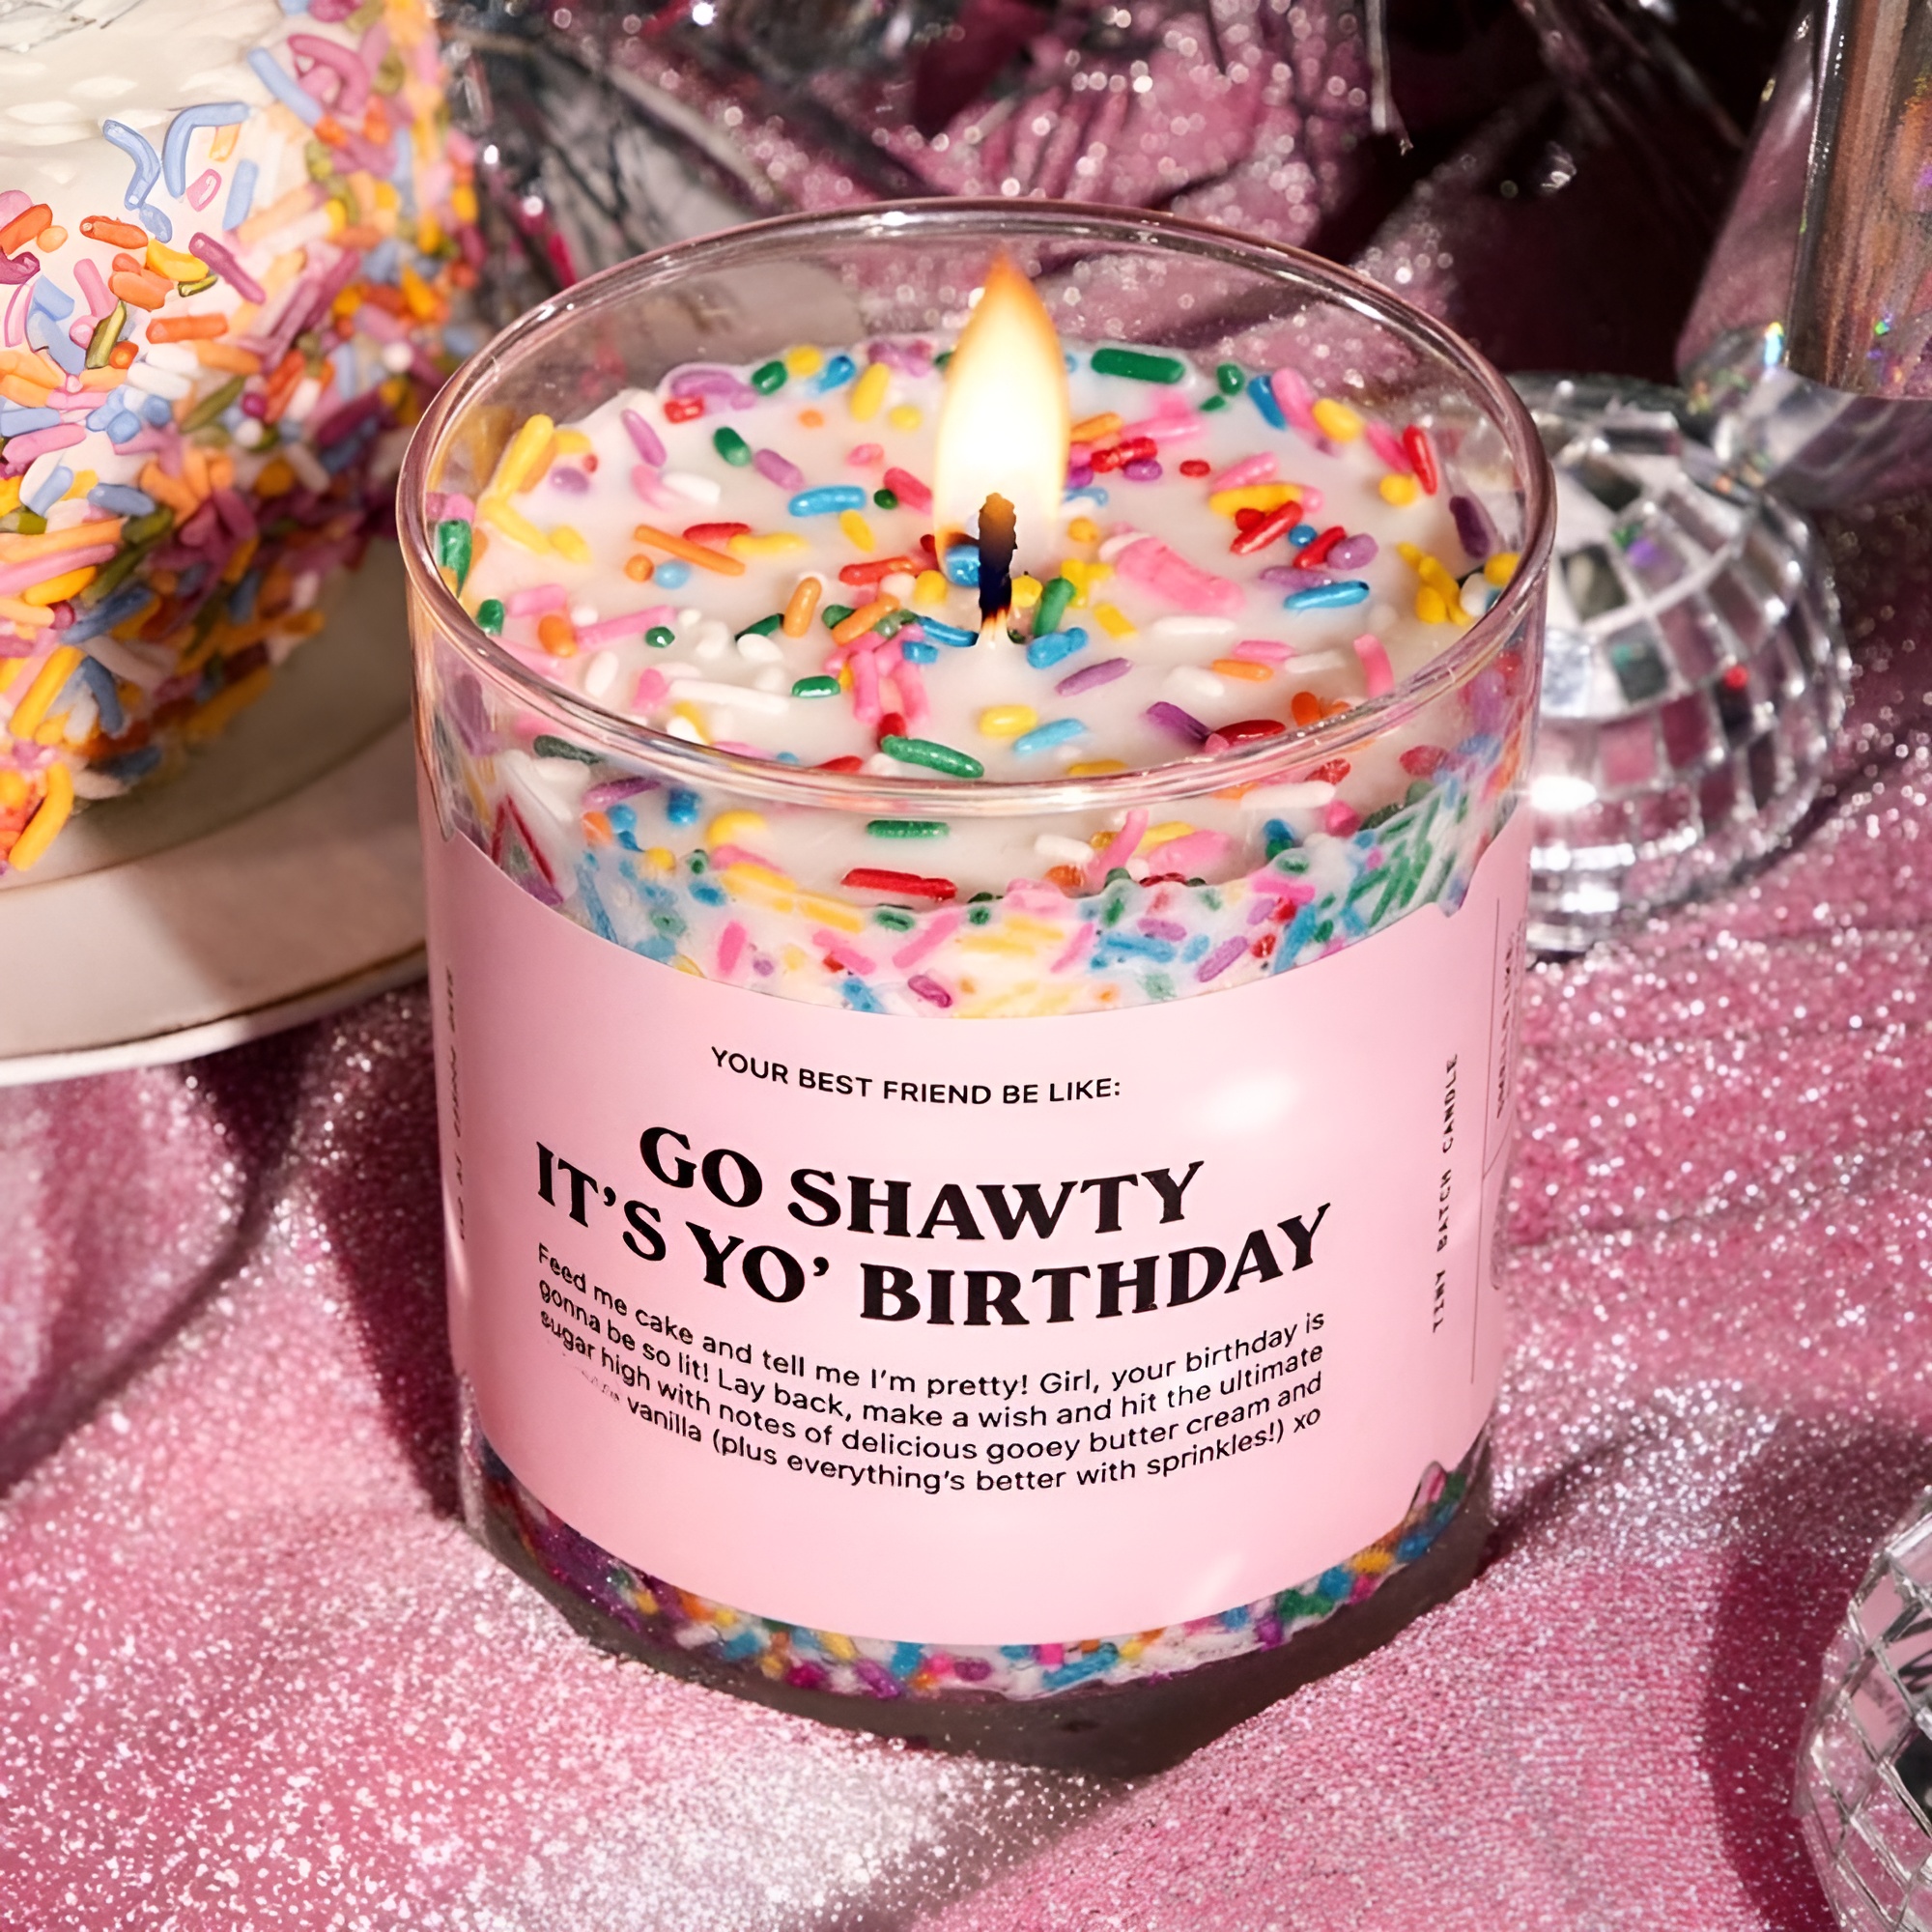 YOUR BEST FRIEND BE LIKE:
GO SHAWTY
IT'S YO' BIRTHDAY
Feed me cake and tell me I'm pretty! Girl, your birthday is
gonna be so lit! Lay back, make a wish and hit the ultimate
sugar high with notes of delicious gooey butter cream and
vanilla (plus everything's better with sprinkles!) xo
TINY BATCH CANDLE